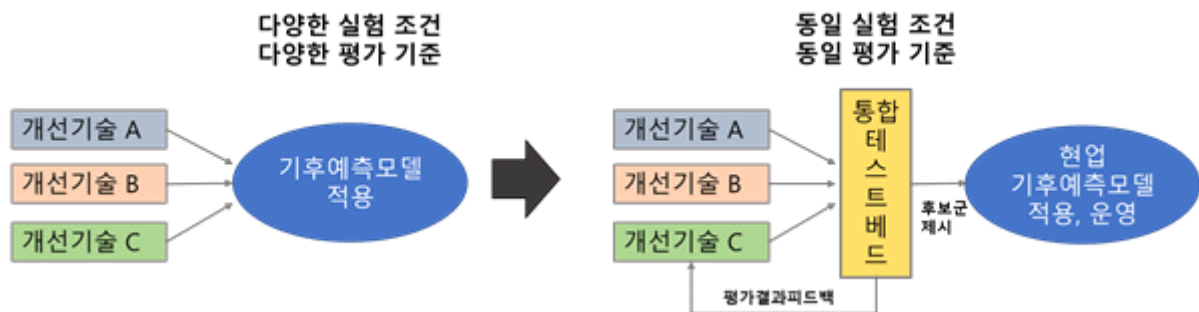 다양한 실험 조건
다양한 평가 기준
개선기술 A
개선기술 B
개선기술 C
기후예측모델
적용
동일 실험 조건
동일 평가 기준
개선기술 A
개선기술 B
개선기술 C
통합
테
스
트
베
드
후보군
제시
현업
기후예측모델
적용, 운영
평가결과피드백